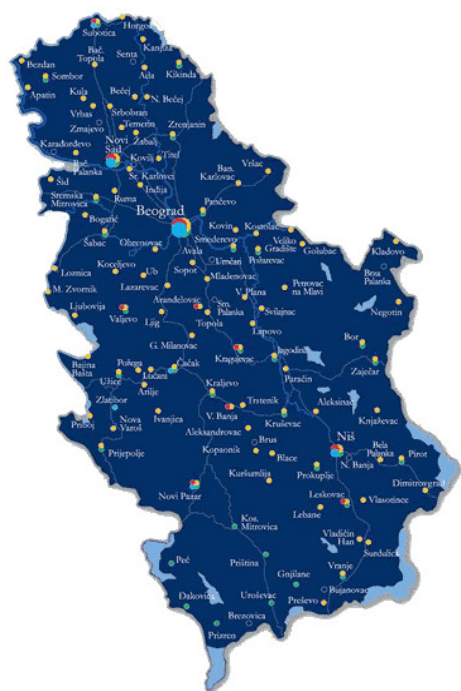 Horgoš
Subotica
Kanjiža
Bač.
Topola
Senta
Bezdan
Sombor
Ada
Kikinda
Apatin
Kula
Bečej
N. Bečej
Vrbas
Srbobran
Zmajevo
Temerin
Zrenjanin
Žabalj
Karađorđevo
Novi
Sad
Kovilj
Titel
Vršac
Bač.
Palanka
Sr. Karlovci
Ban.
Karlovac
Šid
Inđija
Sremska
Mitrovica
Ruma
Pančevo
Beograd
Bogatić
Kovin
Kostolac
Smederevo
Veliko
Gradište
Kladovo
Šabac
Obrenovac
Avala
Golubac
Umčari
Požarevac
Brza
Palanka
Loznica
Koceljevo
Ub
Sopot
Mladenovac
M. Zvornik
Lazarevac
Petrovac
na Mlavi
Aranđelovac
V. Plana
Negotin
Ljubovija
Sm.
Palanka
Valjevo
Ljig
Topola
Svilajnac
Lapovo
G. Milanovac
Bor
Kragujevac
Jagodina
Bajina
Bašta
Požega
Čačak
Zaječar
Lučani
Paraćin
Užice
Kraljevo
Zlatibor
Arilje
Trstenik
Aleksinac
Knjaževac
Priboj
Nova
Varoš
Ivanjica
V. Banja
Kruševac
Aleksandrovac
Brus
Niš
Bela
Palanka
Prijepolje
Kopaonik
Blace
Pirot
N. Banja
Kuršumlija
Prokuplje
Dimitrovgrad
Novi Pazar
Leskovac
Vlasotince
Lebane
Kos.
Mitrovica
Vladičin
Han
Surdulica
Peć
Priština
Vranje
Gnjilane
Bujanovac
Đakovica
Uroševac
Preševo
Brezovica
Prizren